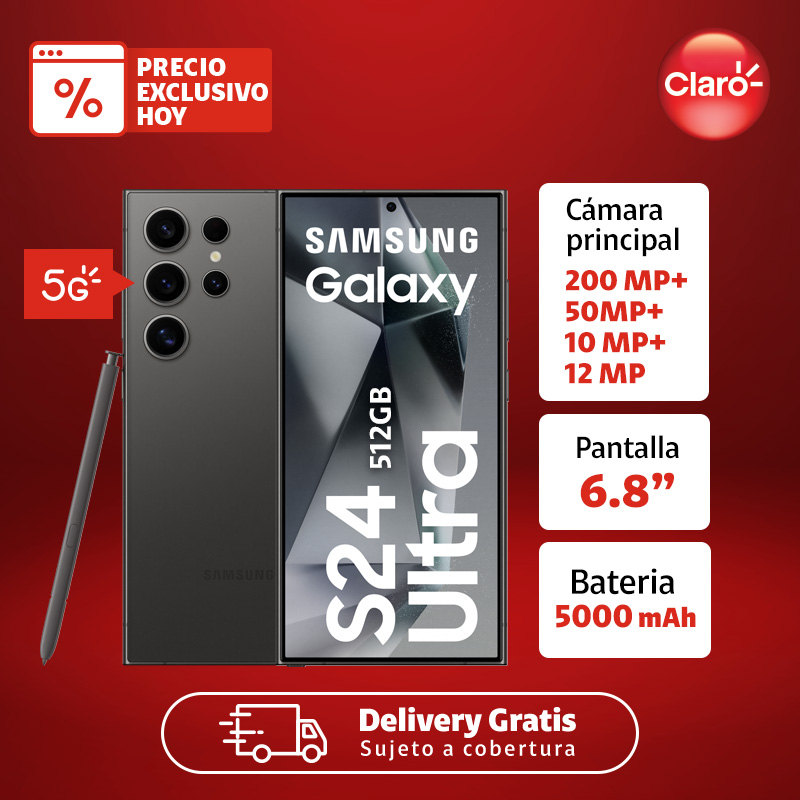 %
PRECIO
EXCLUSIVO
HOY
Claro
5G
SAMSUNG
Galaxy
S24 512GB
Ultra
SAMSUNG
Cámara
principal
200 MP+
50MP+
10 MP+
12 MP
Pantalla
6.8”
Bateria
5000 mAh
Delivery Gratis
Sujeto a cobertura